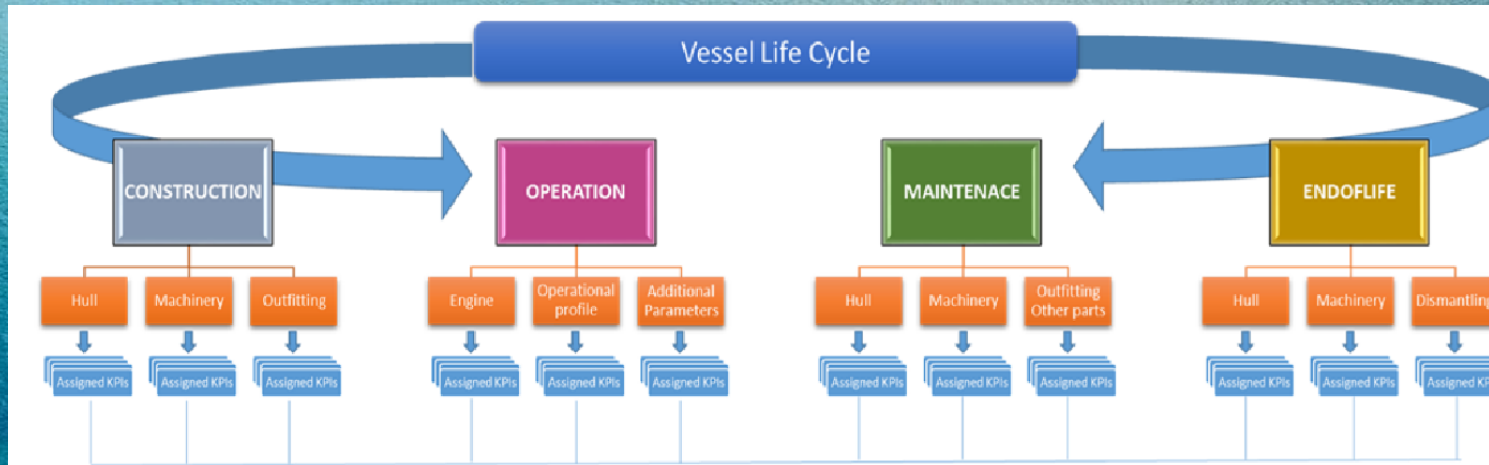 Vessel Life Cycle
CONSTRUCTION
OPERATION
MAINTENACE
ENDOFLIFE
Hull
Machinery
Outfitting
Engine
Operational
profile
Additional
Parameters
Hull
Machinery
Outfitting
Other parts
Hull
Machinery
Dismantling
Assigned KPIs
Assigned KPIs
Assigned KPIs
Assigned KPIs
Assigned KPIs
Assigned KPIs
Assigned KPIs
Assigned KPIs
Assigned KPIs
Assigned KPIs
Assigned KPIs
Assigned KPIs